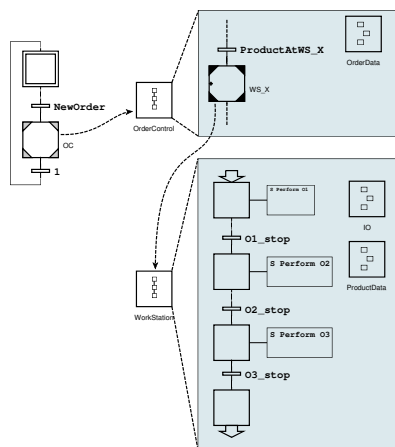 NewOrder
OC
1
OrderControl
ProductAtWS_X
WS_X
OrderData
WorkStation
S Perform O1
O1_stop
S Perform O2
O2_stop
S Perform O3
O3_stop
IO
ProductData